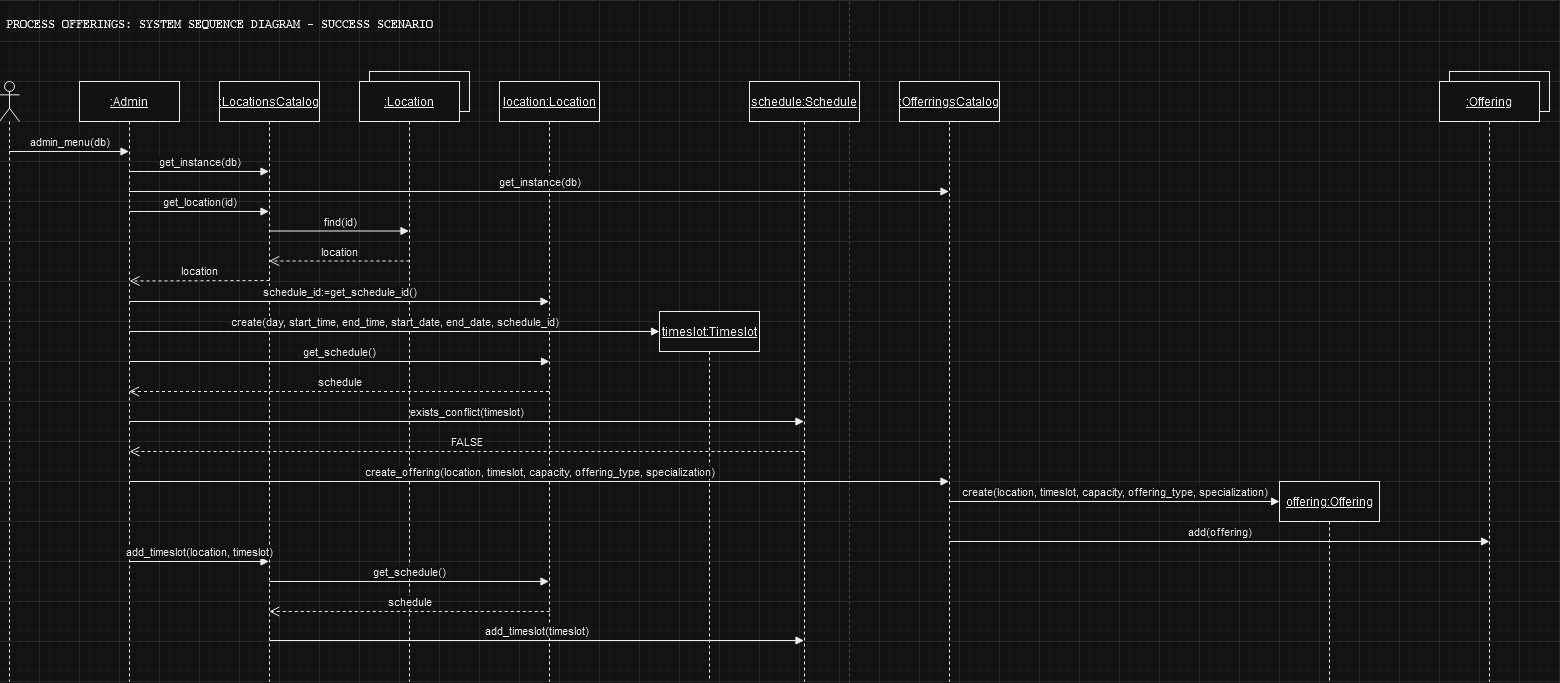 PROCESS OFFERINGS: SYSTEM SEQUENCE DIAGRAM - SUCCESS SCENARIO
:Admin
:LocationsCatalog
:Location
location:Location
schedule:Schedule
:OfferringsCatalog
:Offering
admin_menu(db)
get_instance(db)
get_instance(db)
get_location(id)
find(id)
location
location
schedule_id:=get_schedule_id()
create(day, start_time, end_time, start_date, end_date, schedule_id)
timeslot:Timeslot
get_schedule()
schedule
exists_conflict(timeslot)
FALSE
create_offering(location, timeslot, capacity, offering_type, specialization)
create(location, timeslot, capacity, offering_type, specialization)
offering:Offering
add(offering)
add_timeslot(location, timeslot)
get_schedule()
schedule
add_timeslot(timeslot)